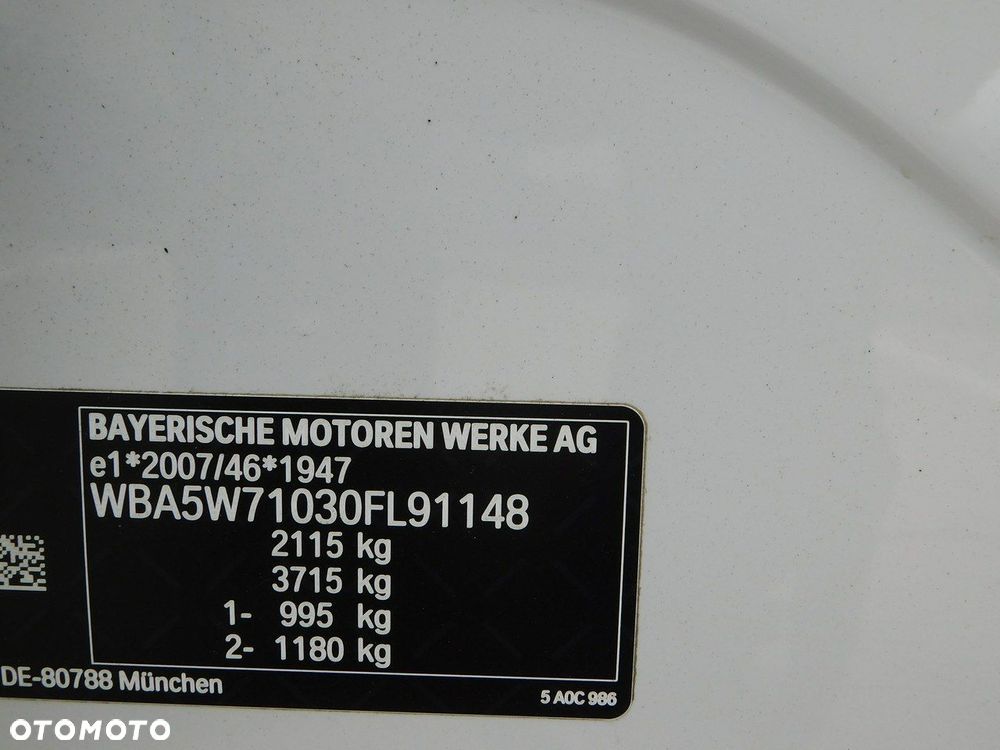 BAYERISCHE MOTOREN WERKE AG
e1*2007/46*1947
WBA5W71030FL91148
2115 kg
3715 kg
1- 995 kg
2- 1180 kg
DE-80788 München
5 A0C 986
OTOMOTO